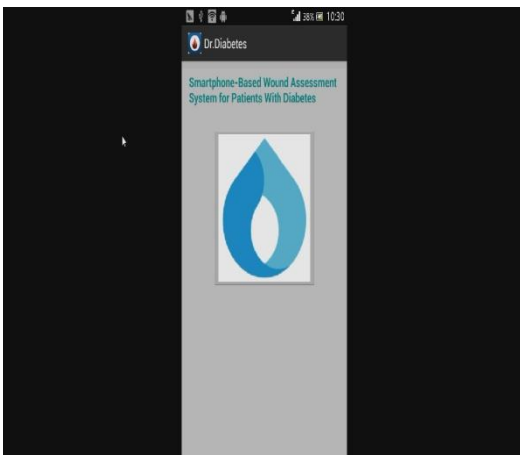 38% 10:30
Dr.Diabetes
Smartphone-Based Wound Assessment
System for Patients With Diabetes